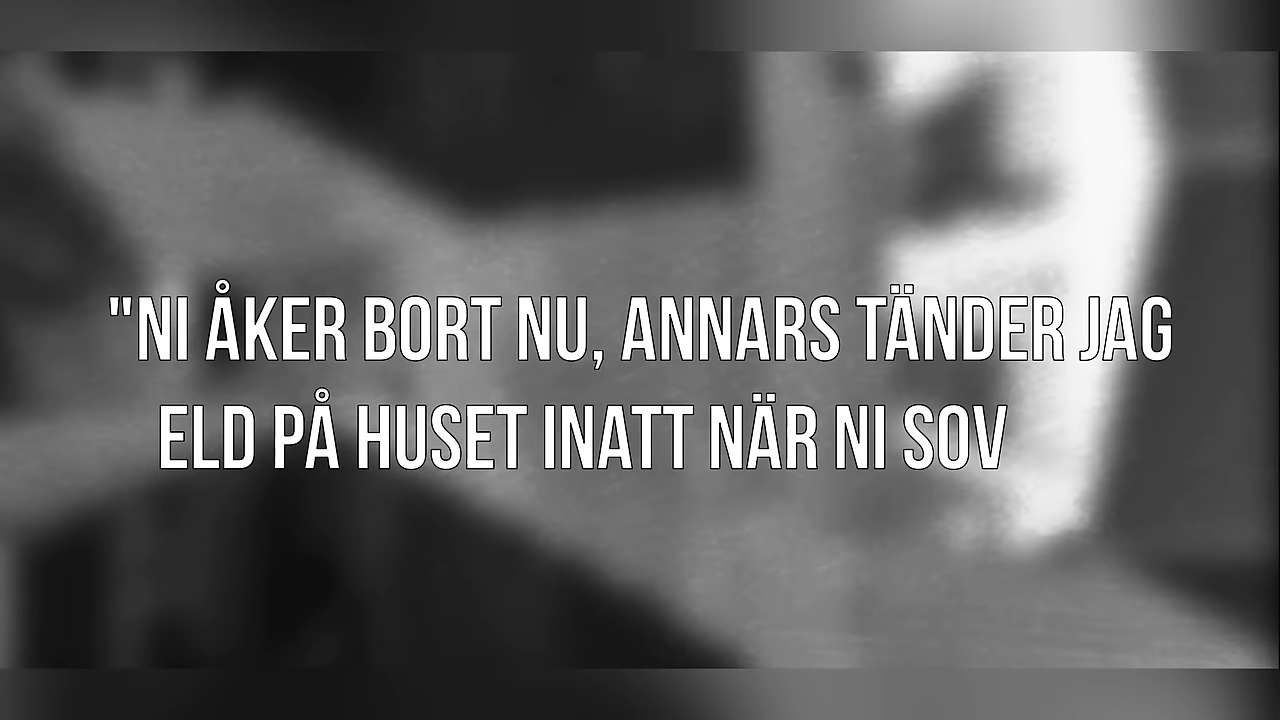 "NI ÅKER BORT NU, ANNARS TÄNDER JAG
ELD PÅ HUSET INATT NÄR NI SOV